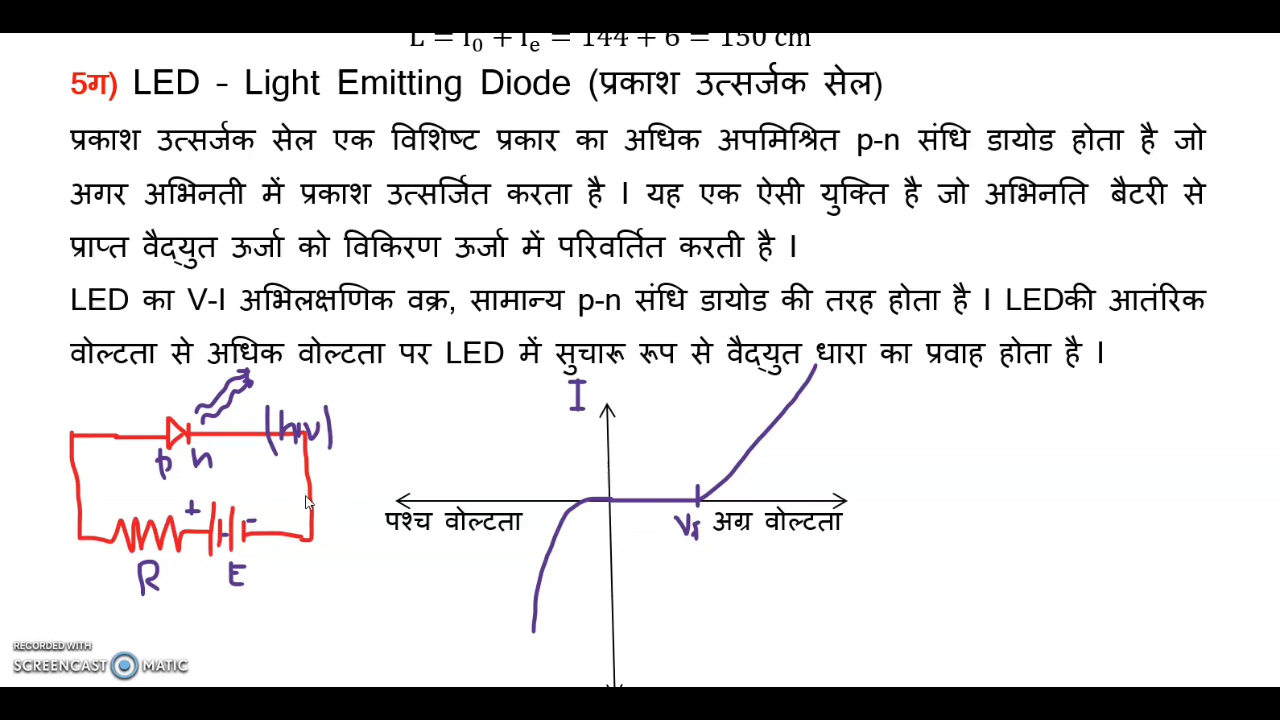 L = l₀ + lₑ = 144 + 6 = 150 cm
5ग) LED - Light Emitting Diode (प्रकाश उत्सर्जक सेल)
प्रकाश उत्सर्जक सेल एक विशिष्ट प्रकार का अधिक अपमिश्रित p-n संधि डायोड होता है जो
अगर अभिनती में प्रकाश उत्सर्जित करता है I यह एक ऐसी युक्ति है जो अभिनति बैटरी से
प्राप्त वैद्युत ऊर्जा को विकिरण ऊर्जा में परिवर्तित करती है I
LED का V-I अभिलक्षणिक वक्र, सामान्य p-n संधि डायोड की तरह होता है I LEDकी आतंरिक
वोल्टता से अधिक वोल्टता पर LED में सुचारू रूप से वैद्युत धारा का प्रवाह होता है I
I
(hν)
p n
+ -
R E
पश्च वोल्टता
अग्र वोल्टता
RECORDED WITH
SCREENCAST MATIC